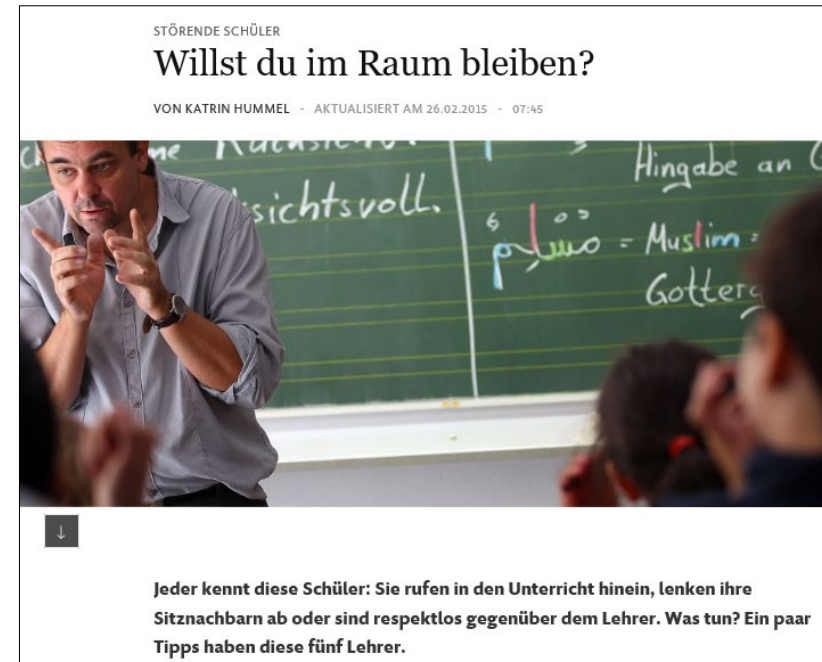 STÖRENDE SCHÜLER
Willst du im Raum bleiben?
VON KATRIN HUMMEL - AKTUALISIERT AM 26.02.2015 - 07:45
sichtsvoll.
Hingabe an
= Muslim =
Jeder kennt diese Schüler: Sie rufen in den Unterricht hinein, lenken ihre
Sitznachbarn ab oder sind respektlos gegenüber dem Lehrer. Was tun? Ein paar
Tipps haben diese fünf Lehrer.